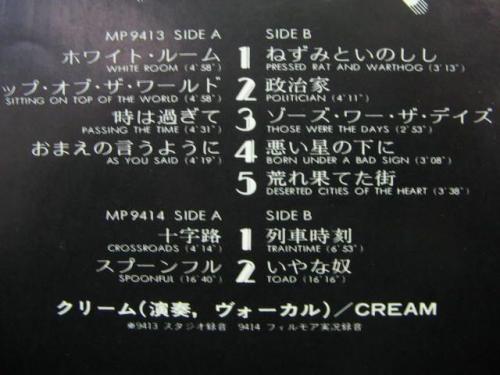 MP9413 SIDE A SIDE B
ホワイト・ルーム 1 ねずみといのしし
WHITE ROOM (4'58") PRESSED RAT AND WARTHOG (3'13")
ップ・オブ・ザ・ワールド 2 政治家
SITTING ON TOP OF THE WORLD (4'58") POLITICIAN (4'11")
時は過ぎて 3 ゾーズ・ワー・ザ・デイズ
PASSING THE TIME (4'31") THOSE WERE THE DAYS (2'53")
おまえの言うように 4 悪い星の下に
AS YOU SAID (4'19") BORN UNDER A BAD SIGN (3'08")
5 荒れ果てた街
DESERTED CITIES OF THE HEART (3'38")
MP9414 SIDE A SIDE B
十字路 1 列車時刻
CROSSROADS (4'14") TRAINTIME (6'53")
スプーンフル 2 いやな奴
SPOONFUL (16'40") TOAD (16'16")
クリーム(演奏, ヴォーカル)/CREAM
※9413 スタジオ録音 9414 フィルモア実況録音